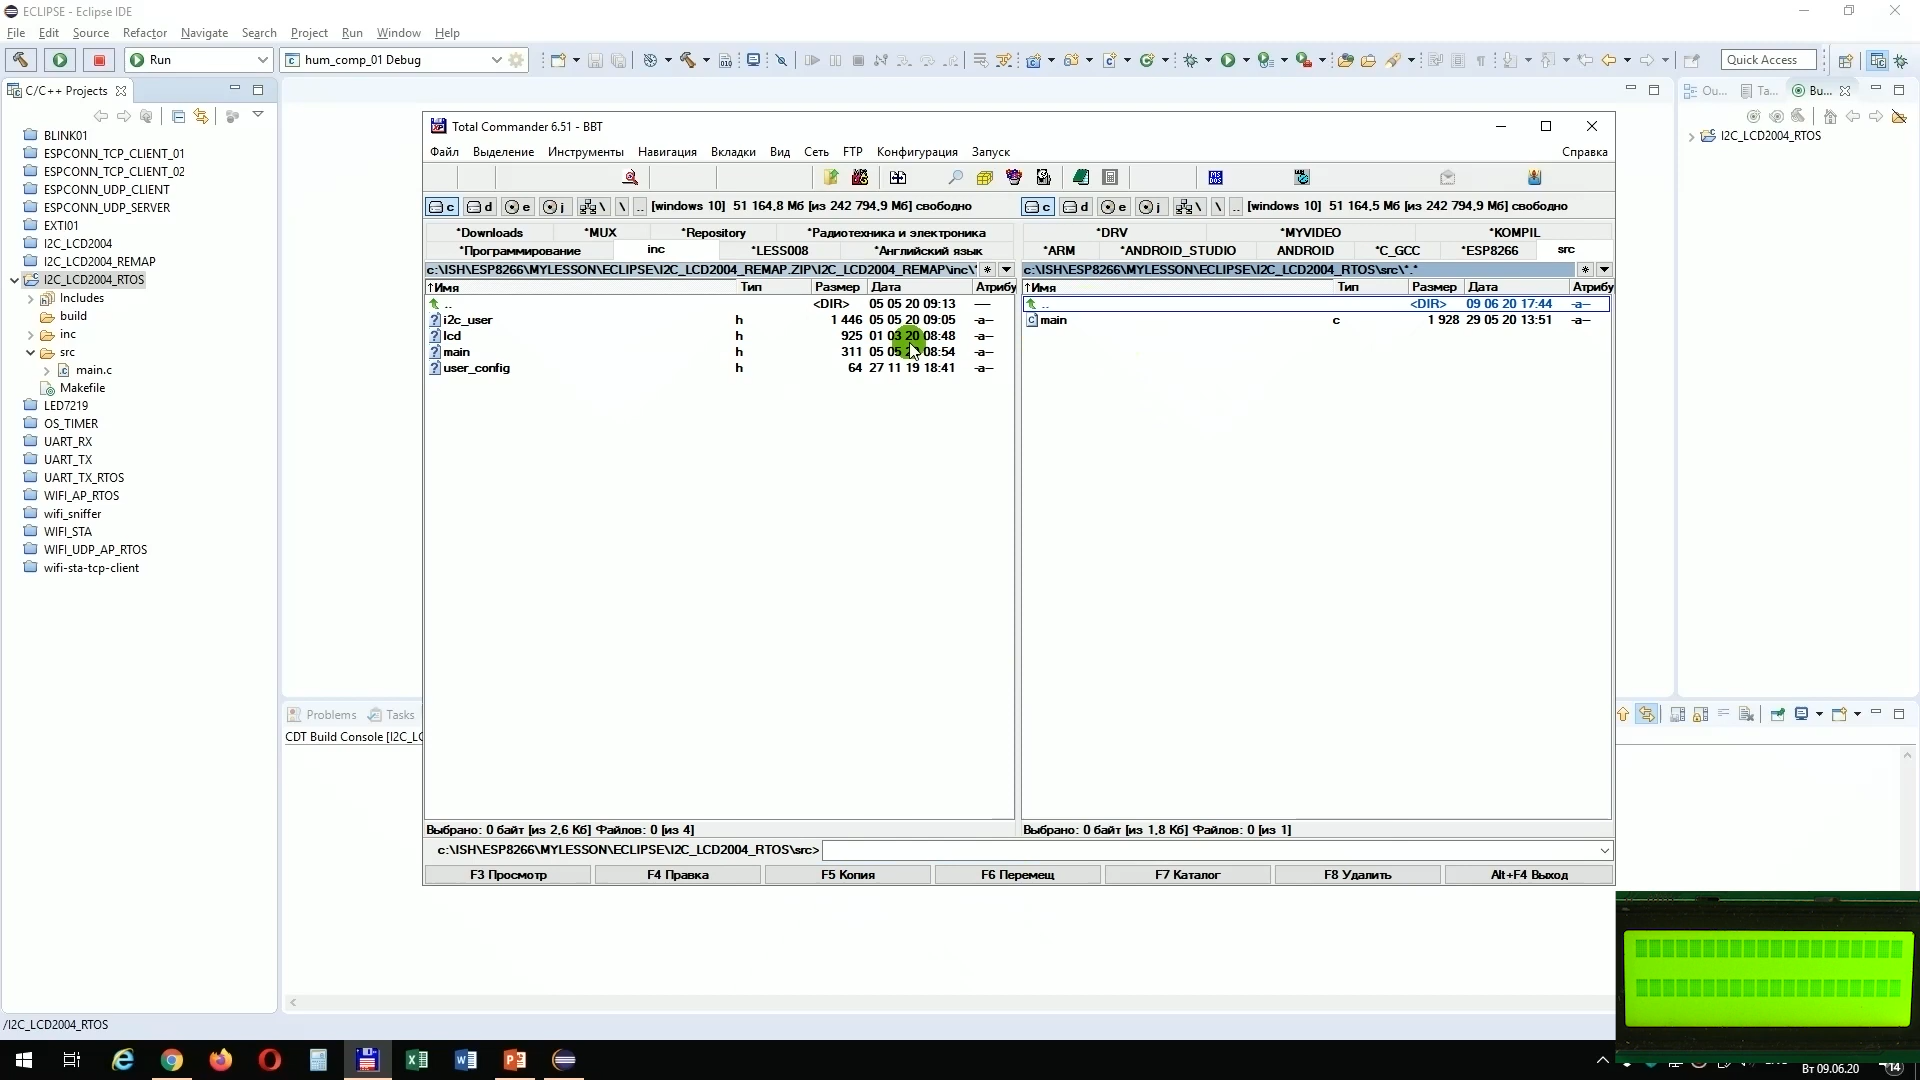 ECLIPSE - Eclipse IDE
File Edit Source Refactor Navigate Search Project Run Window Help
Run
hum_comp_01 Debug
Quick Access
C/C++ Projects
BLINK01
ESPCONN_TCP_CLIENT_01
ESPCONN_TCP_CLIENT_02
ESPCONN_UDP_CLIENT
ESPCONN_UDP_SERVER
EXTI01
I2C_LCD2004
I2C_LCD2004_REMAP
I2C_LCD2004_RTOS
Includes
build
inc
src
main.c
Makefile
LED7219
OS_TIMER
UART_RX
UART_TX
UART_TX_RTOS
WIFI_AP_RTOS
wifi_sniffer
WIFI_STA
WIFI_UDP_AP_RTOS
wifi-sta-tcp-client
Total Commander 6.51 - BBT
Файл Выделение Инструменты Навигация Вкладки Вид Сеть FTP Конфигурация Запуск Справка
c d e j \ .. [windows 10] 51 164,8 Мб [из 242 794,9 Мб] свободно
*Downloads *MUX *Repository *Радиотехника и электроника
*Программирование inc *LESS008 *Английский язык
c:\ISH\ESP8266\MYLESSON\ECLIPSE\I2C_LCD2004_REMAP.ZIP\I2C_LCD2004_REMAP\inc\*
↑Имя Тип Размер Дата Атрибу
.. <DIR> 05 05 20 09:13 ----
i2c_user h 1 446 05 05 20 09:05 -a--
lcd h 925 01 03 20 08:48 -a--
main h 311 05 05 20 08:54 -a--
user_config h 64 27 11 19 18:41 -a--
Выбрано: 0 байт [из 2,6 Кб] Файлов: 0 [из 4]
c d e j \ .. [windows 10] 51 164,5 Мб [из 242 794,9 Мб] свободно
*DRV *MYVIDEO *KOMPIL
*ARM *ANDROID_STUDIO ANDROID *C_GCC *ESP8266 src
c:\ISH\ESP8266\MYLESSON\ECLIPSE\I2C_LCD2004_RTOS\src\*.*
↑Имя Тип Размер Дата Атрибу
.. <DIR> 09 06 20 17:44 -a--
main c 1 928 29 05 20 13:51 -a--
Выбрано: 0 байт [из 1,8 Кб] Файлов: 0 [из 1]
c:\ISH\ESP8266\MYLESSON\ECLIPSE\I2C_LCD2004_RTOS\src>
F3 Просмотр F4 Правка F5 Копия F6 Перемещ F7 Каталог F8 Удалить Alt+F4 Выход
Ou... Ta... Bu...
I2C_LCD2004_RTOS
Problems Tasks
CDT Build Console [I2C_LC
/I2C_LCD2004_RTOS
Вт 09.06.20
14